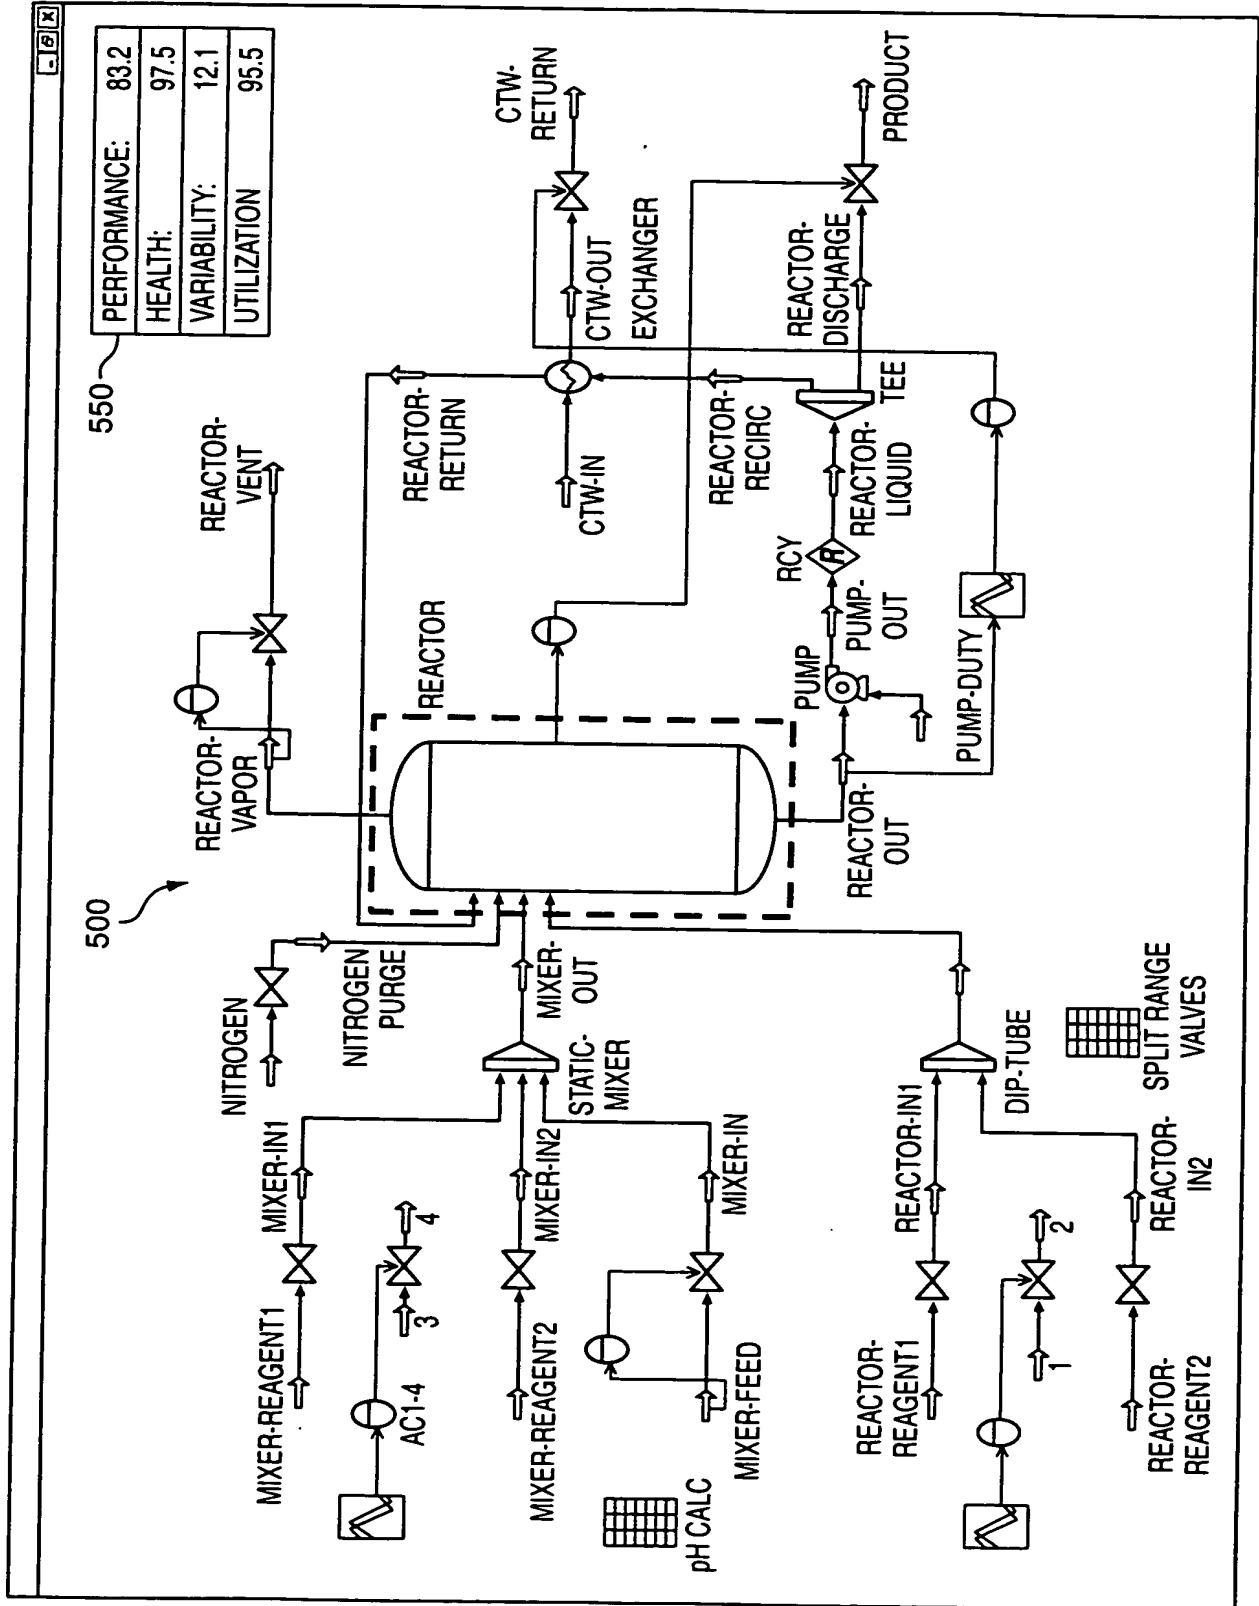 500
550
PERFORMANCE: 83.2
HEALTH: 97.5
VARIABILITY: 12.1
UTILIZATION 95.5
NITROGEN
NITROGEN
PURGE
REACTOR-
VAPOR
REACTOR-
VENT
MIXER-REAGENT1
MIXER-IN1
AC1-4
3
4
MIXER-REAGENT2
MIXER-IN2
STATIC-
MIXER
MIXER-
OUT
REACTOR
REACTOR-
RETURN
CTW-IN
CTW-OUT
CTW-
RETURN
EXCHANGER
pH CALC
MIXER-FEED
MIXER-IN
REACTOR-
RECIRC
RCY
R
REACTOR-
LIQUID
TEE
REACTOR-
DISCHARGE
PRODUCT
PUMP
PUMP-
OUT
REACTOR-
OUT
PUMP-DUTY
REACTOR-
REAGENT1
REACTOR-IN1
DIP-TUBE
1
2
REACTOR-
REAGENT2
REACTOR-
IN2
SPLIT RANGE
VALVES